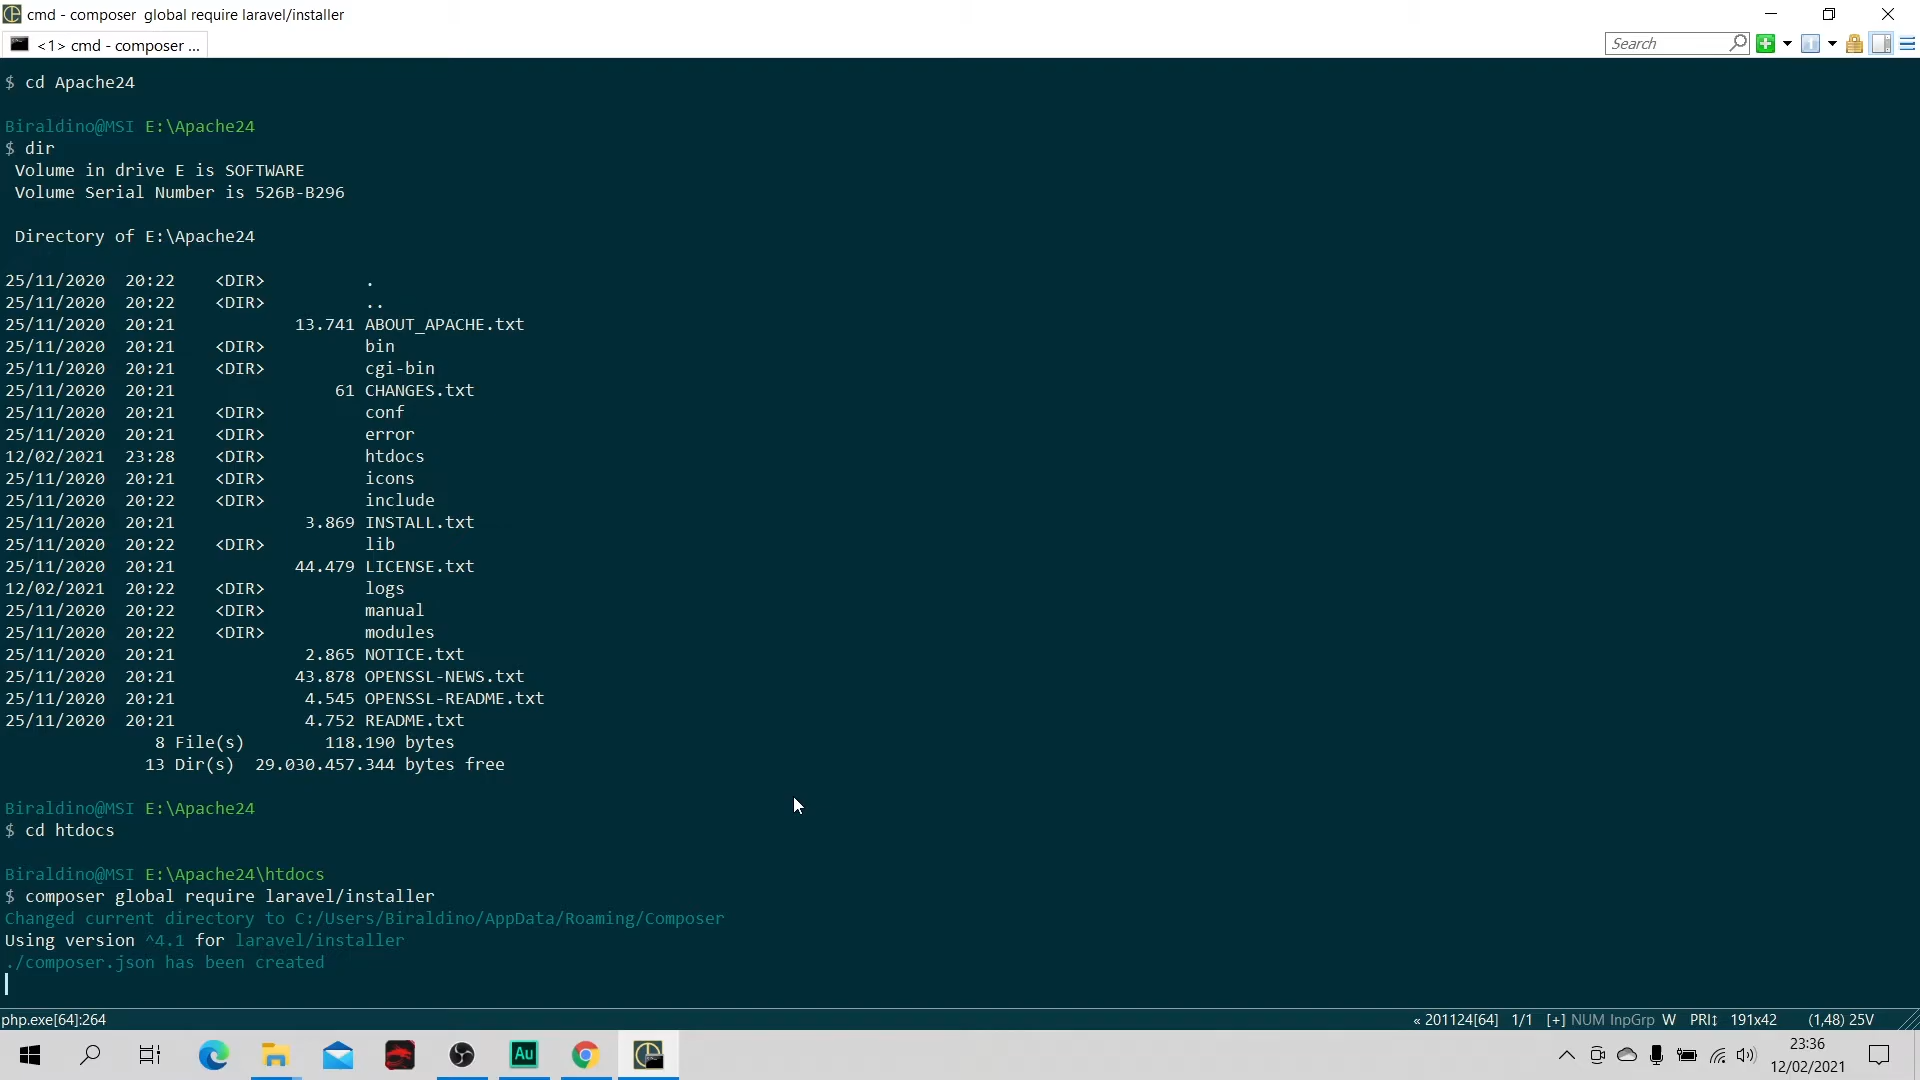 cmd - composer  global require laravel/installer
<1> cmd - composer ...
Search
$ cd Apache24
Biraldino@MSI E:\Apache24
$ dir
 Volume in drive E is SOFTWARE
 Volume Serial Number is 526B-B296
 Directory of E:\Apache24
25/11/2020  20:22    <DIR>          .
25/11/2020  20:22    <DIR>          ..
25/11/2020  20:21            13.741 ABOUT_APACHE.txt
25/11/2020  20:21    <DIR>          bin
25/11/2020  20:21    <DIR>          cgi-bin
25/11/2020  20:21                61 CHANGES.txt
25/11/2020  20:21    <DIR>          conf
25/11/2020  20:21    <DIR>          error
12/02/2021  23:28    <DIR>          htdocs
25/11/2020  20:21    <DIR>          icons
25/11/2020  20:22    <DIR>          include
25/11/2020  20:21             3.869 INSTALL.txt
25/11/2020  20:22    <DIR>          lib
25/11/2020  20:21            44.479 LICENSE.txt
12/02/2021  20:22    <DIR>          logs
25/11/2020  20:22    <DIR>          manual
25/11/2020  20:22    <DIR>          modules
25/11/2020  20:21             2.865 NOTICE.txt
25/11/2020  20:21            43.878 OPENSSL-NEWS.txt
25/11/2020  20:21             4.545 OPENSSL-README.txt
25/11/2020  20:21             4.752 README.txt
               8 File(s)        118.190 bytes
              13 Dir(s)  29.030.457.344 bytes free
Biraldino@MSI E:\Apache24
$ cd htdocs
Biraldino@MSI E:\Apache24\htdocs
$ composer global require laravel/installer
Changed current directory to C:/Users/Biraldino/AppData/Roaming/Composer
Using version ^4.1 for laravel/installer
./composer.json has been created
php.exe[64]:264
« 201124[64]  1/1  [+] NUM InpGrp W  PRI↕  191x42  (1,48) 25V
Au
23:36
12/02/2021